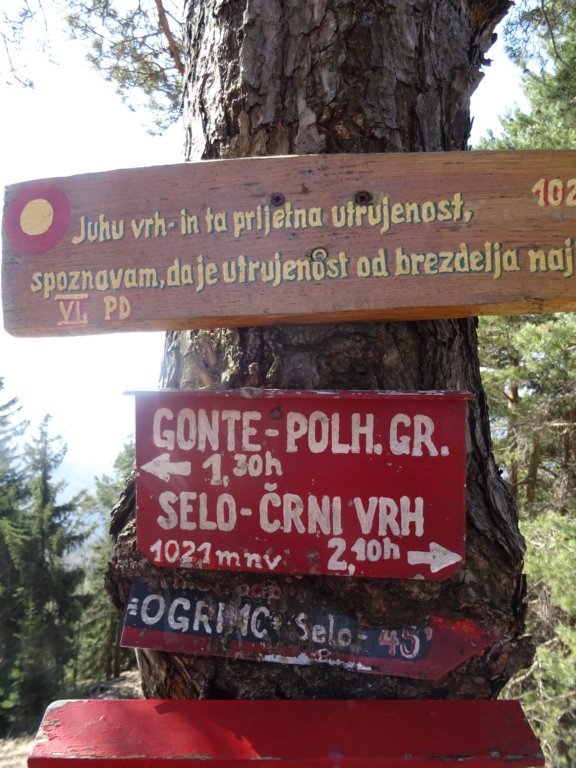 Juhu vrh-in ta prijetna utrujenost,
102
spoznavam, da je utrujenost od brezdelja naj
VI. PD
GONTE-POLH.GR.
1,30h
SELO-ČRNI VRH
1021 mnv 2,10h
Selo - 45'